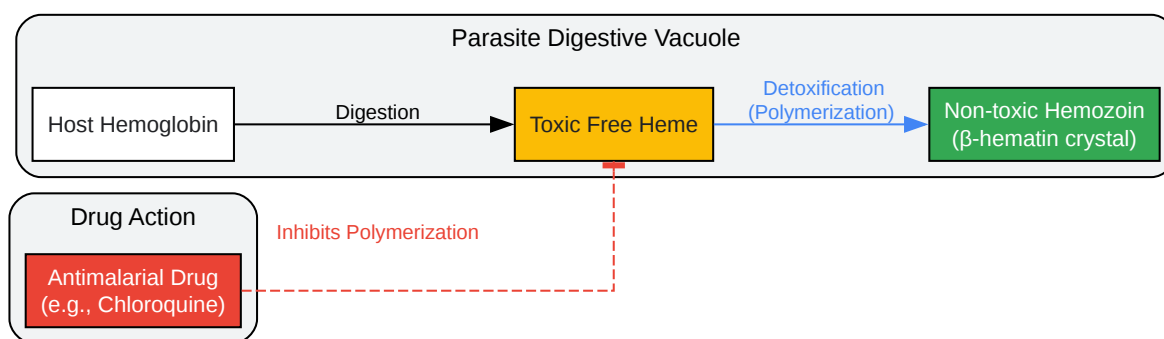 Parasite Digestive Vacuole
Host Hemoglobin
Digestion
Toxic Free Heme
Detoxification
(Polymerization)
Non-toxic Hemozoin
(β-hematin crystal)
Drug Action
Inhibits Polymerization
Antimalarial Drug
(e.g., Chloroquine)